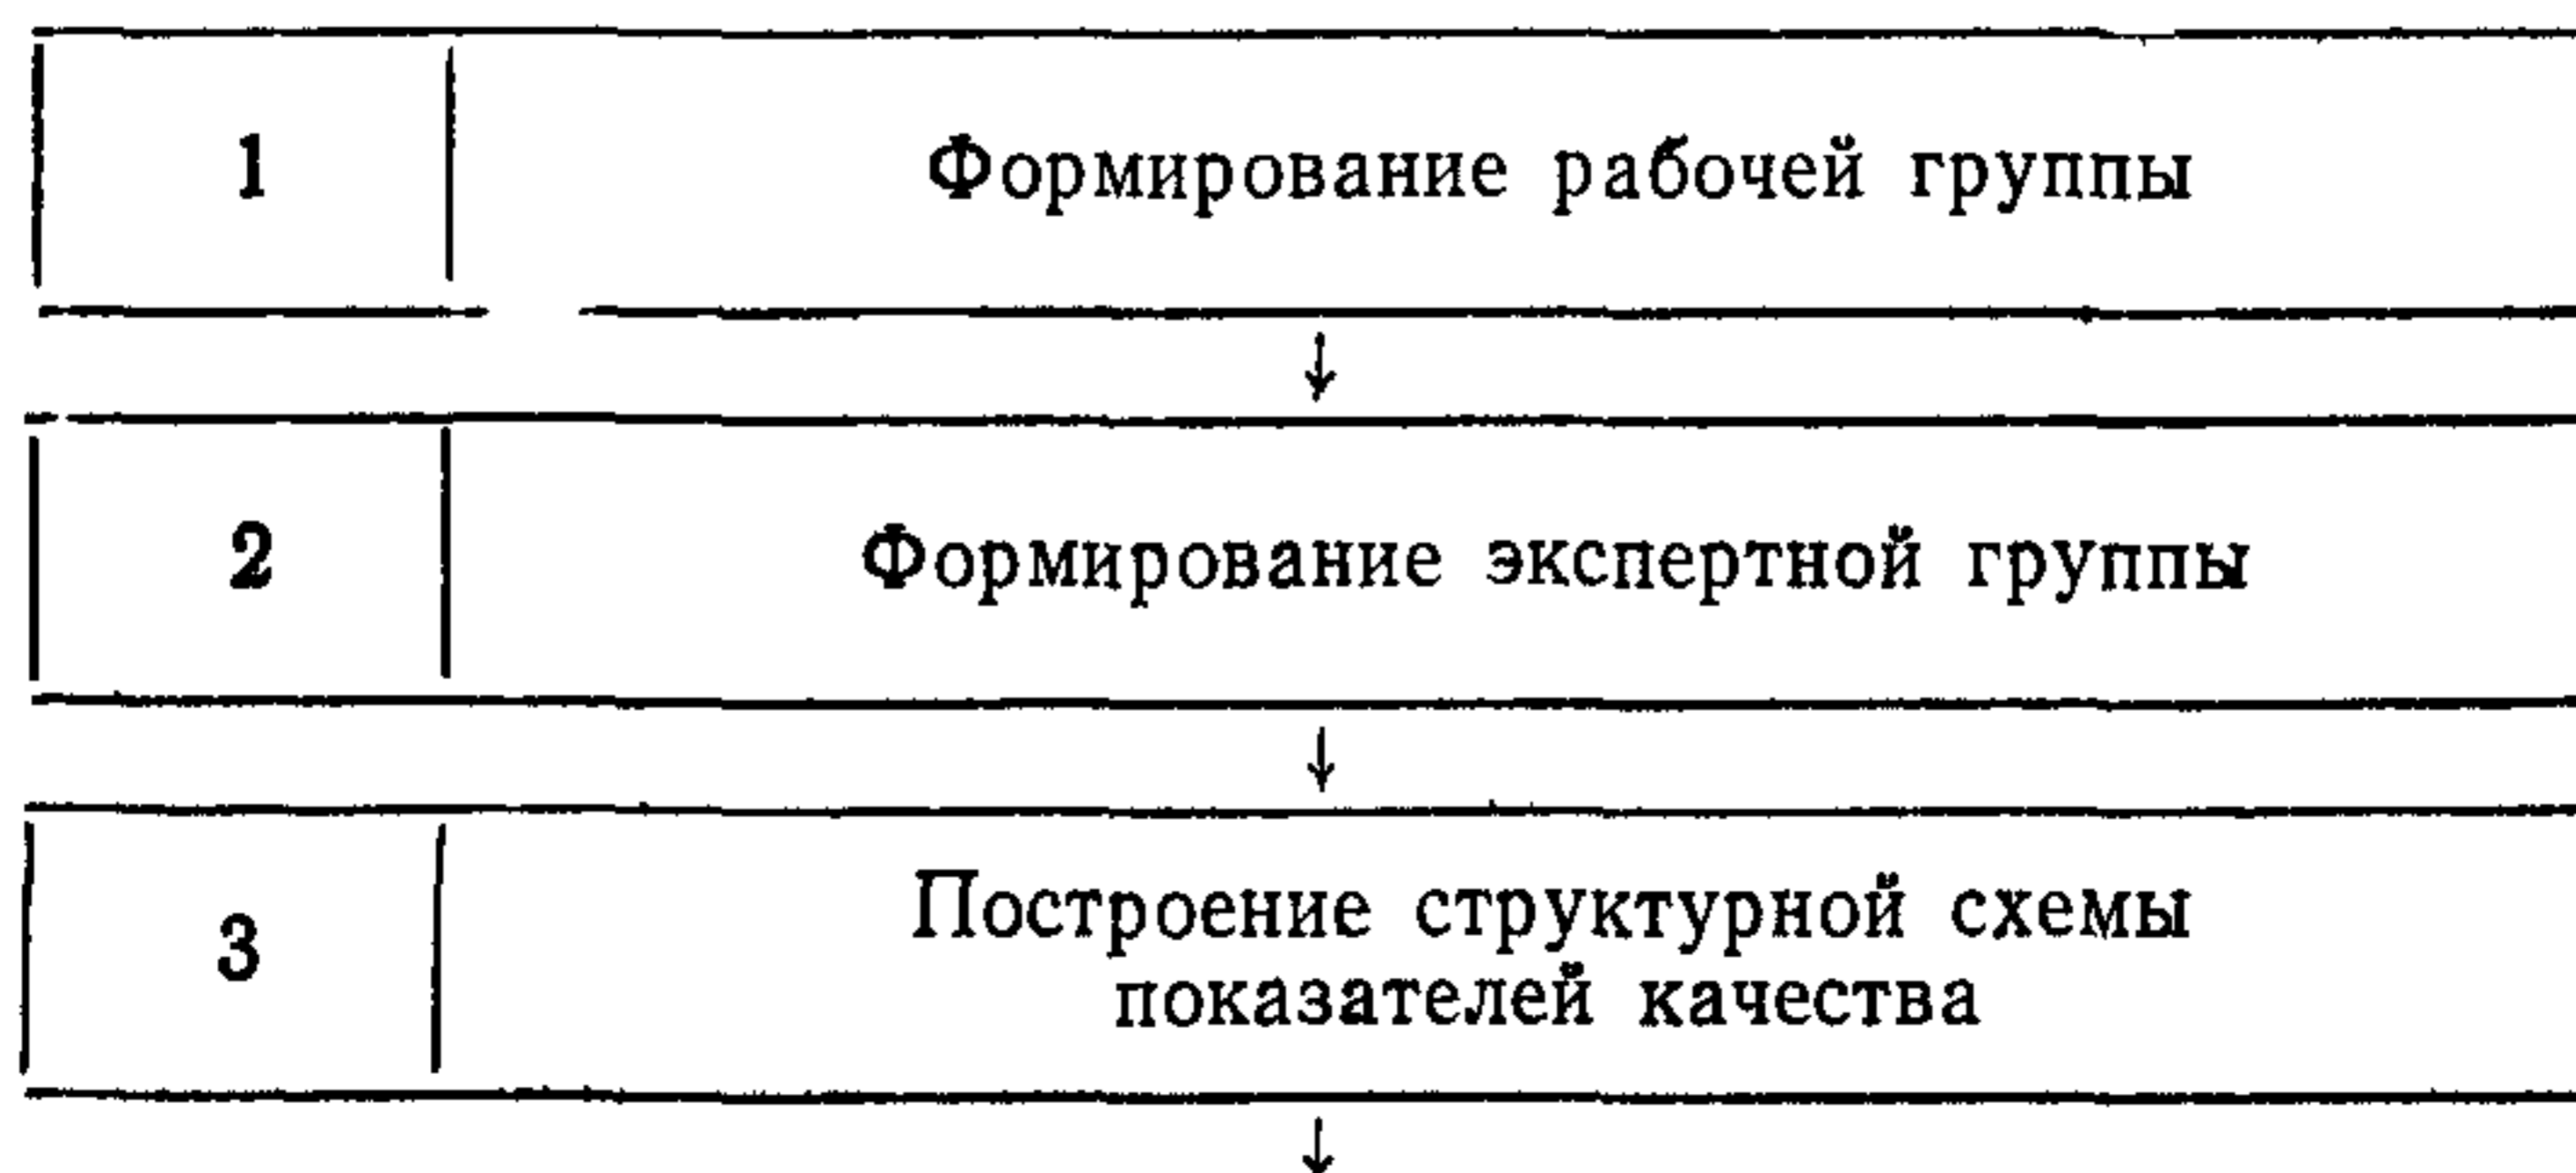 1 Формирование рабочей группы
2 Формирование экспертной группы
3 Построение структурной схемы
показателей качества